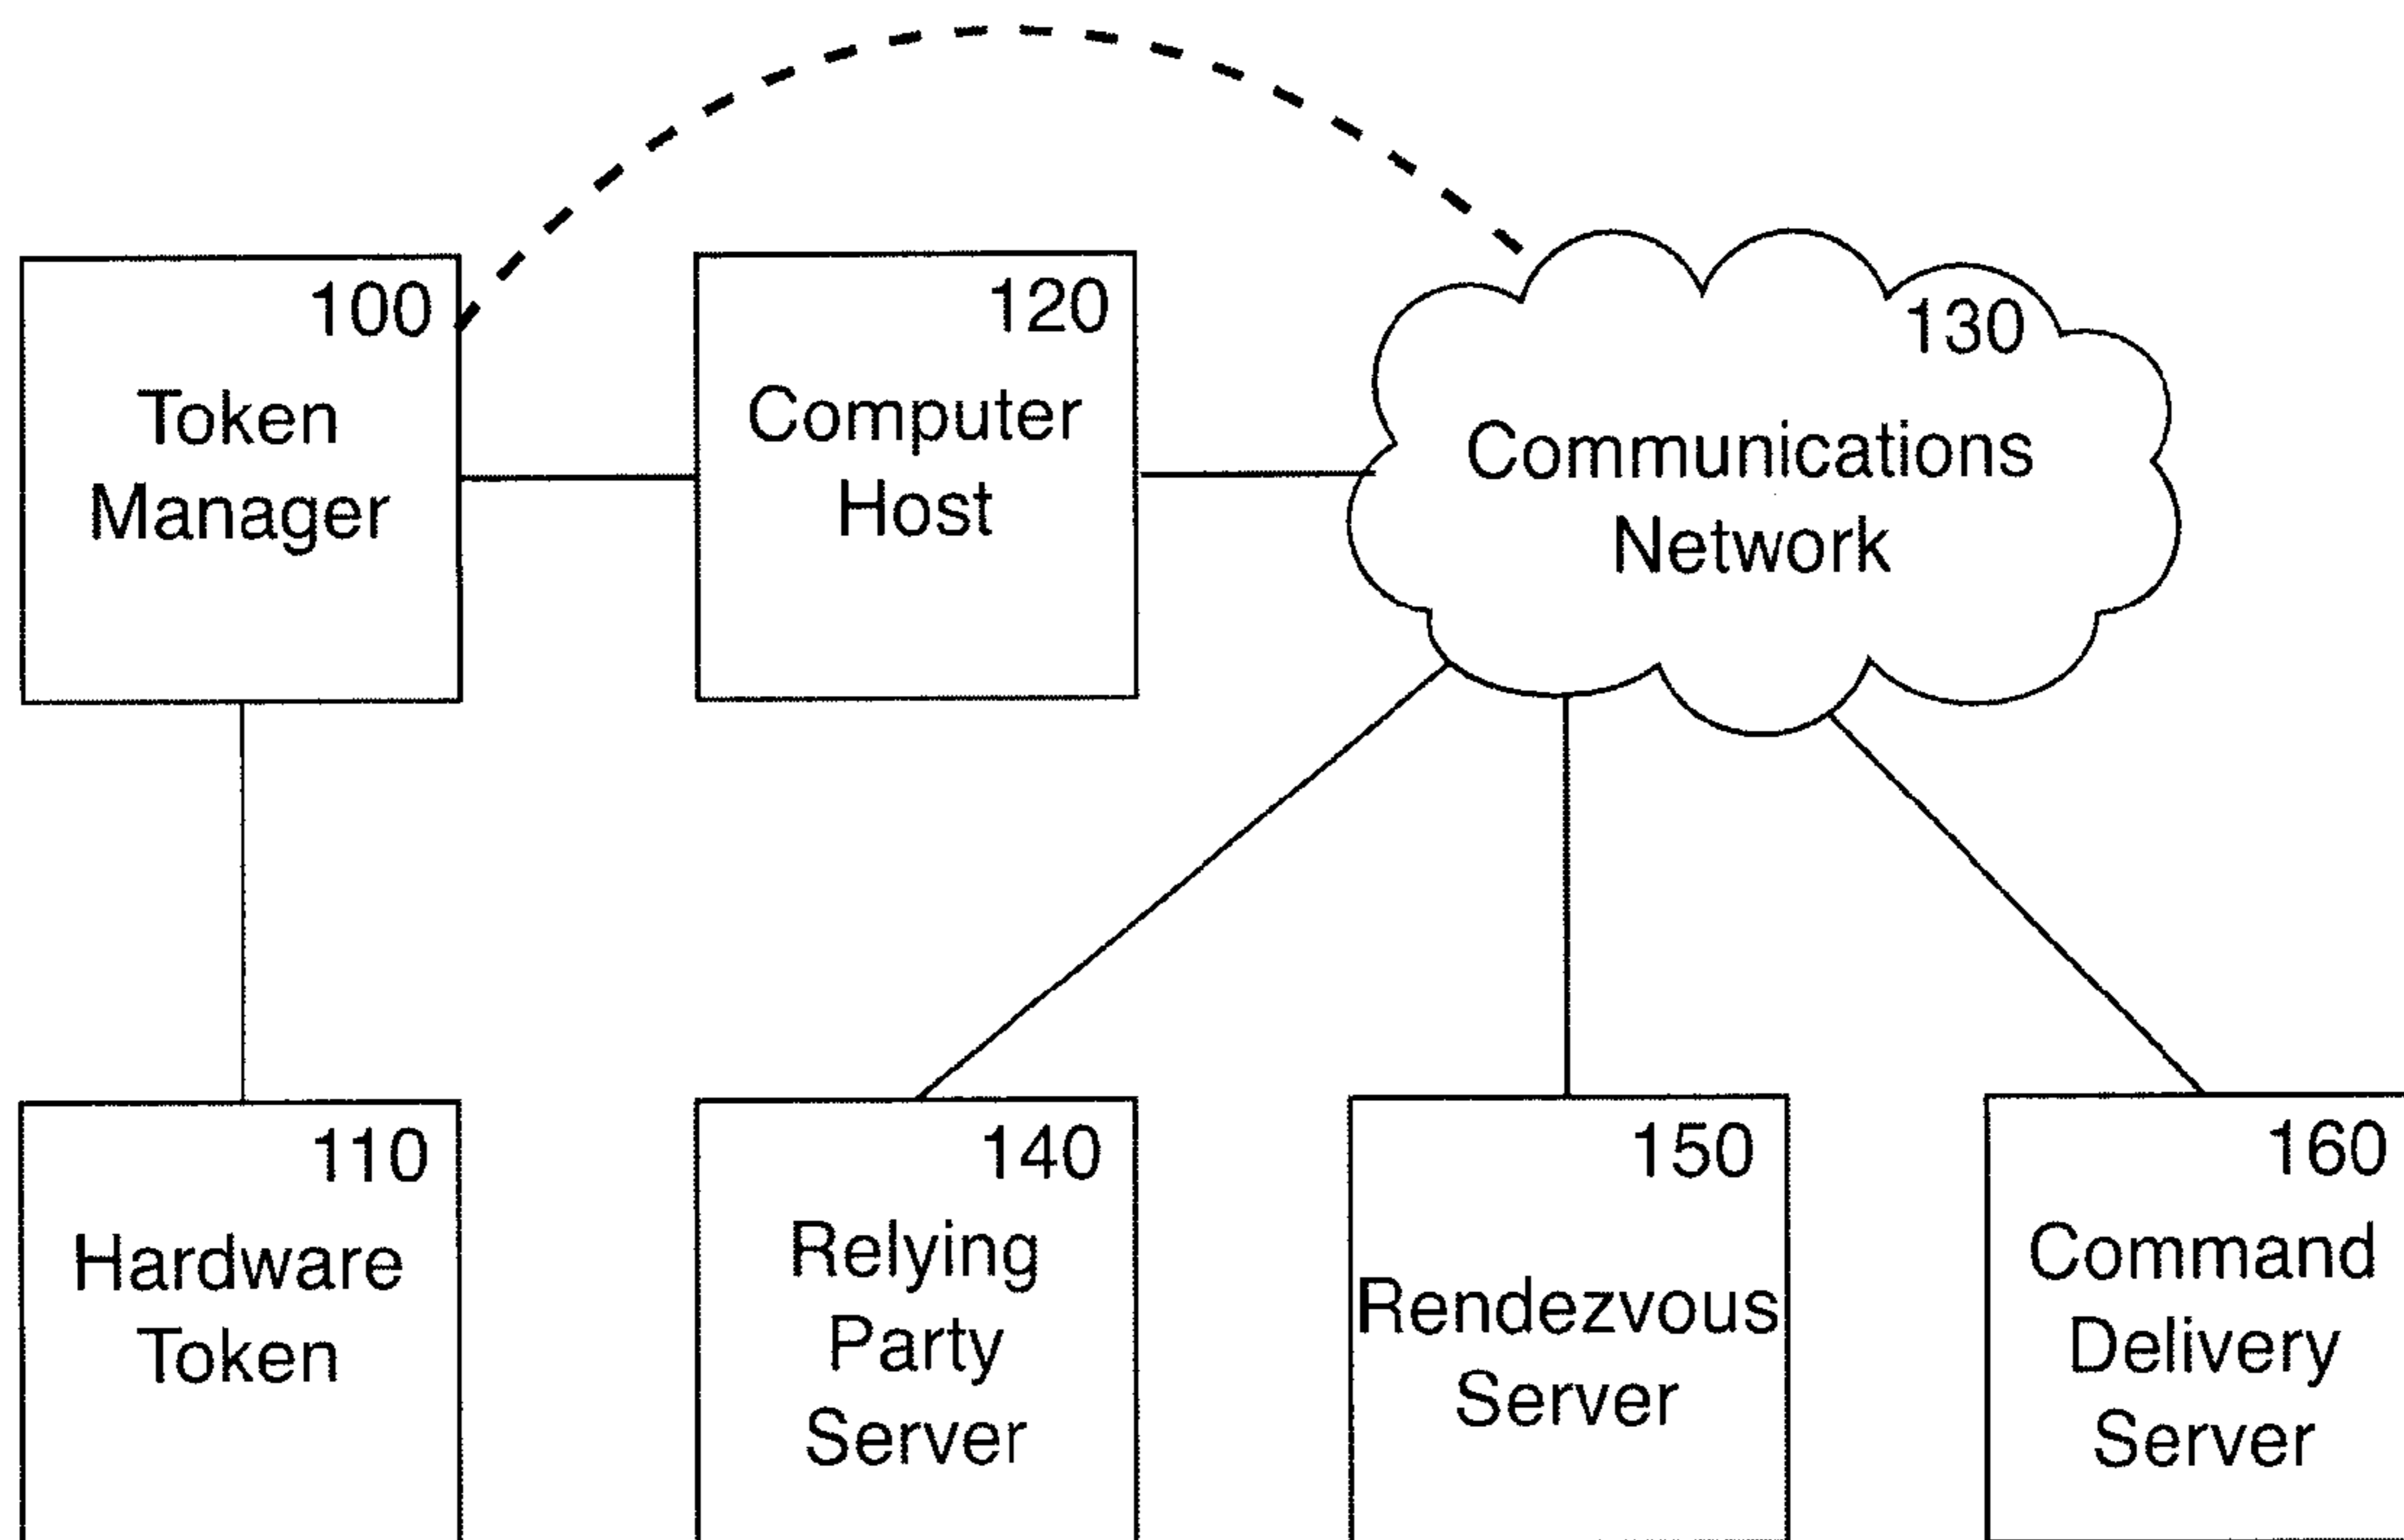 100
Token
Manager
120
Computer
Host
130
Communications
Network
110
Hardware
Token
140
Relying
Party
Server
150
Rendezvous
Server
160
Command
Delivery
Server